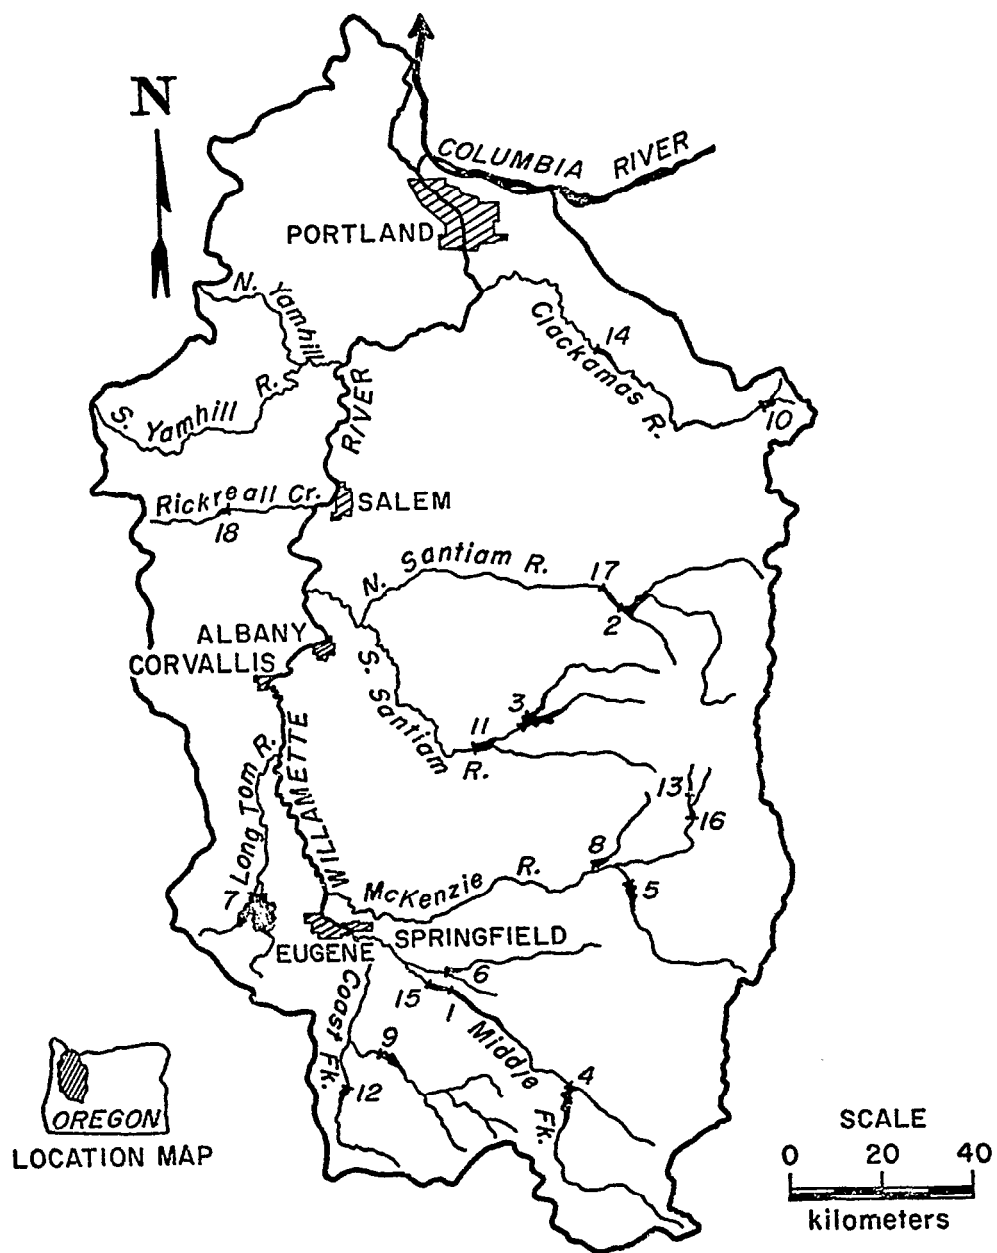 N
COLUMBIA RIVER
PORTLAND
N. Yamhill
Clackamas R.
14
S. Yamhill R.
RIVER
10
Rickreall Cr.
SALEM
18
N. Santiam R.
17
2
ALBANY
CORVALLIS
S. Santiam R.
3
11
Long Tom R.
WILLAMETTE
13
16
8
McKenzie R.
5
7
EUGENE
SPRINGFIELD
6
15
1
Coast Fk.
Middle Fk.
9
4
12
OREGON
LOCATION MAP
SCALE
0 20 40
kilometers